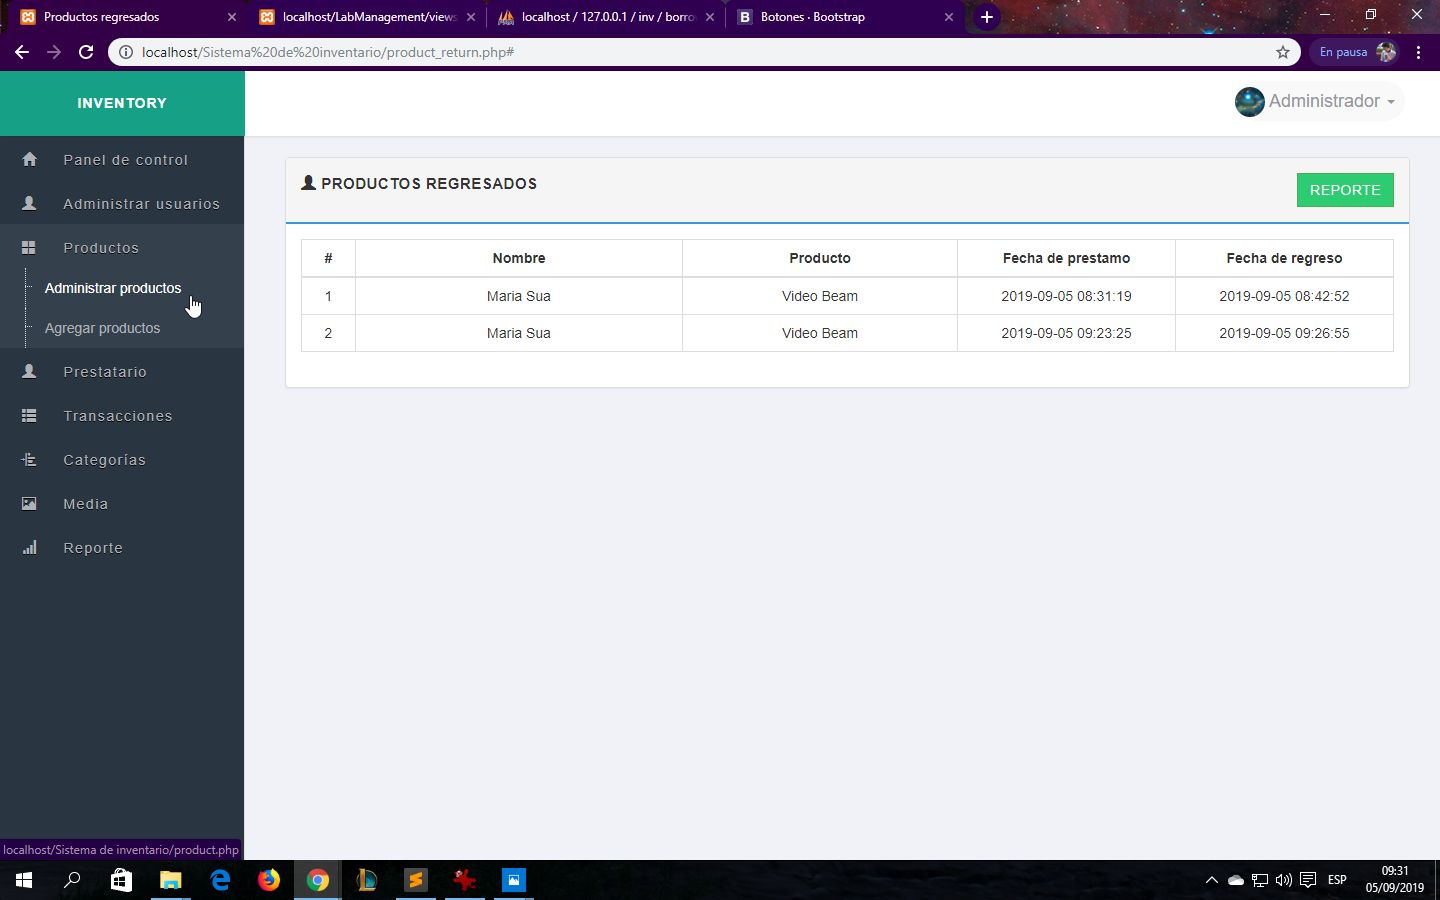 Productos regresados
localhost/LabManagement/views
localhost / 127.0.0.1 / inv / borro
Botones · Bootstrap
localhost/Sistema%20de%20inventario/product_return.php#
En pausa
INVENTORY
Administrador
Panel de control
Administrar usuarios
Productos
Administrar productos
Agregar productos
Prestatario
Transacciones
Categorías
Media
Reporte
PRODUCTOS REGRESADOS
REPORTE
# Nombre Producto Fecha de prestamo Fecha de regreso
1 Maria Sua Video Beam 2019-09-05 08:31:19 2019-09-05 08:42:52
2 Maria Sua Video Beam 2019-09-05 09:23:25 2019-09-05 09:26:55
localhost/Sistema de inventario/product.php
ESP
09:31
05/09/2019